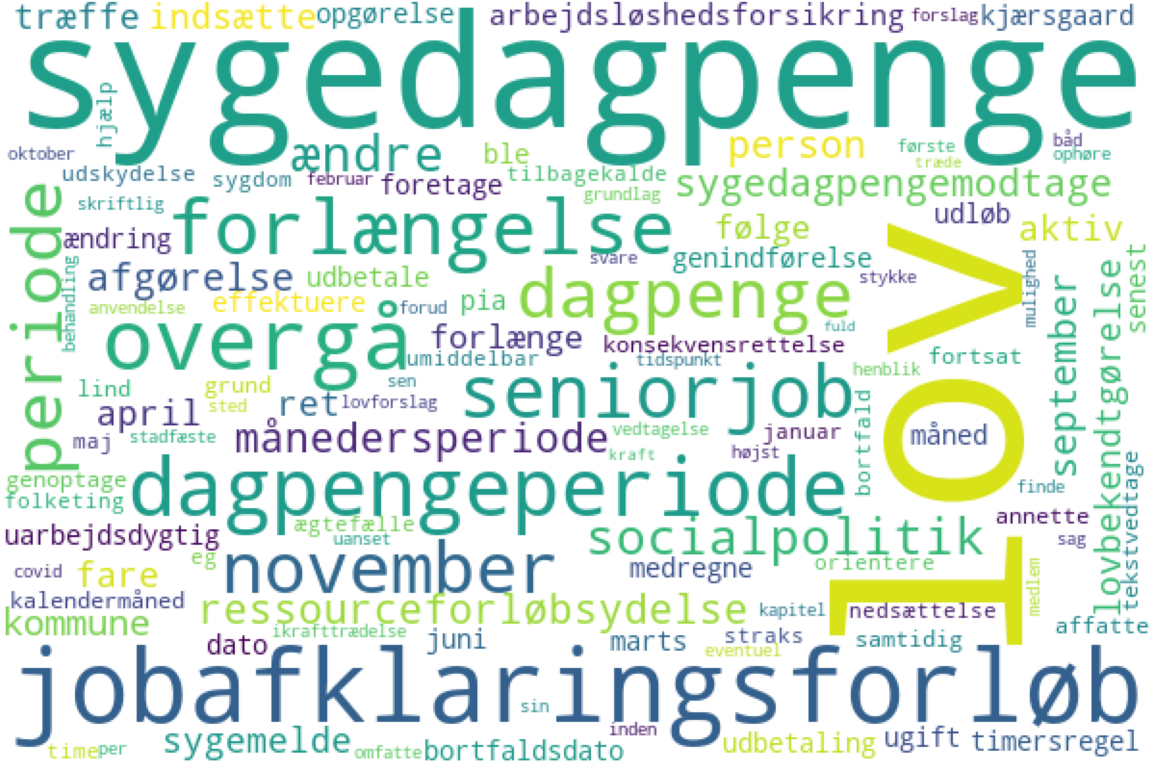 træffe indsætte opgørelse arbejdsløshedsforsikring forslag kjærsgaard
sygedagpenge
hjælp
oktober ændre ble person første båd
træde ophøre
udskydelse sygdom februar foretage tilbagekalde sygedagpengemodtage
grundlag
skriftlig forlængelse følge udløb aktiv
periode ændring svare genindførelse lov
behandling afgørelse udbetale dagpenge stykke mulighed senest
anvendelse effektuere forud pia
overgå forlænge konsekvensrettelse fuld september lovbekendtgørelse
umiddelbar tidspunkt fortsat
lind grund sen seniorjob henblik
april sted ret lovforslag bortfald
maj stadfæste månedersperiode vedtagelse januar måned
kraft højst
genoptage dagpengeperiode finde tekstvedtage
folketing
uarbejdsdygtig ægtefælle socialpolitik annette
uanset sag
covid fare eg november medregne orientere
kalendermåned ressourceforløbsydelse kapitel nedsættelse medlem
kommune ikrafttrædelse affatte
dato juni marts straks samtidig
eventuel
jobafklaringsforløb
sin
inden
time per sygemelde omfatte bortfaldsdato udbetaling ugift timersregel